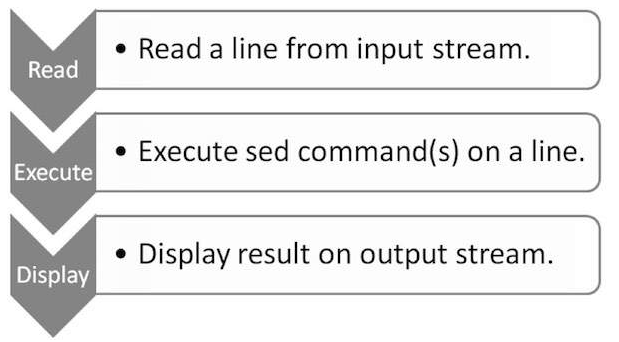 Read
• Read a line from input stream.
Execute
• Execute sed command(s) on a line.
Display
• Display result on output stream.